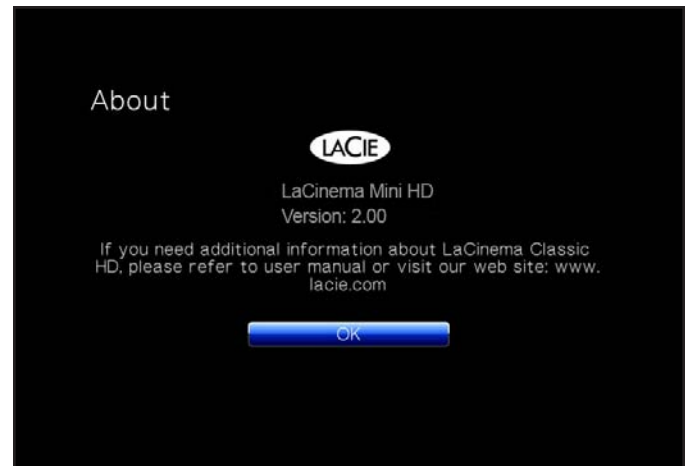 About
LACIE
LaCinema Mini HD
Version: 2.00
If you need additional information about LaCinema Classic
HD, please refer to user manual or visit our web site: www.
lacie.com
OK